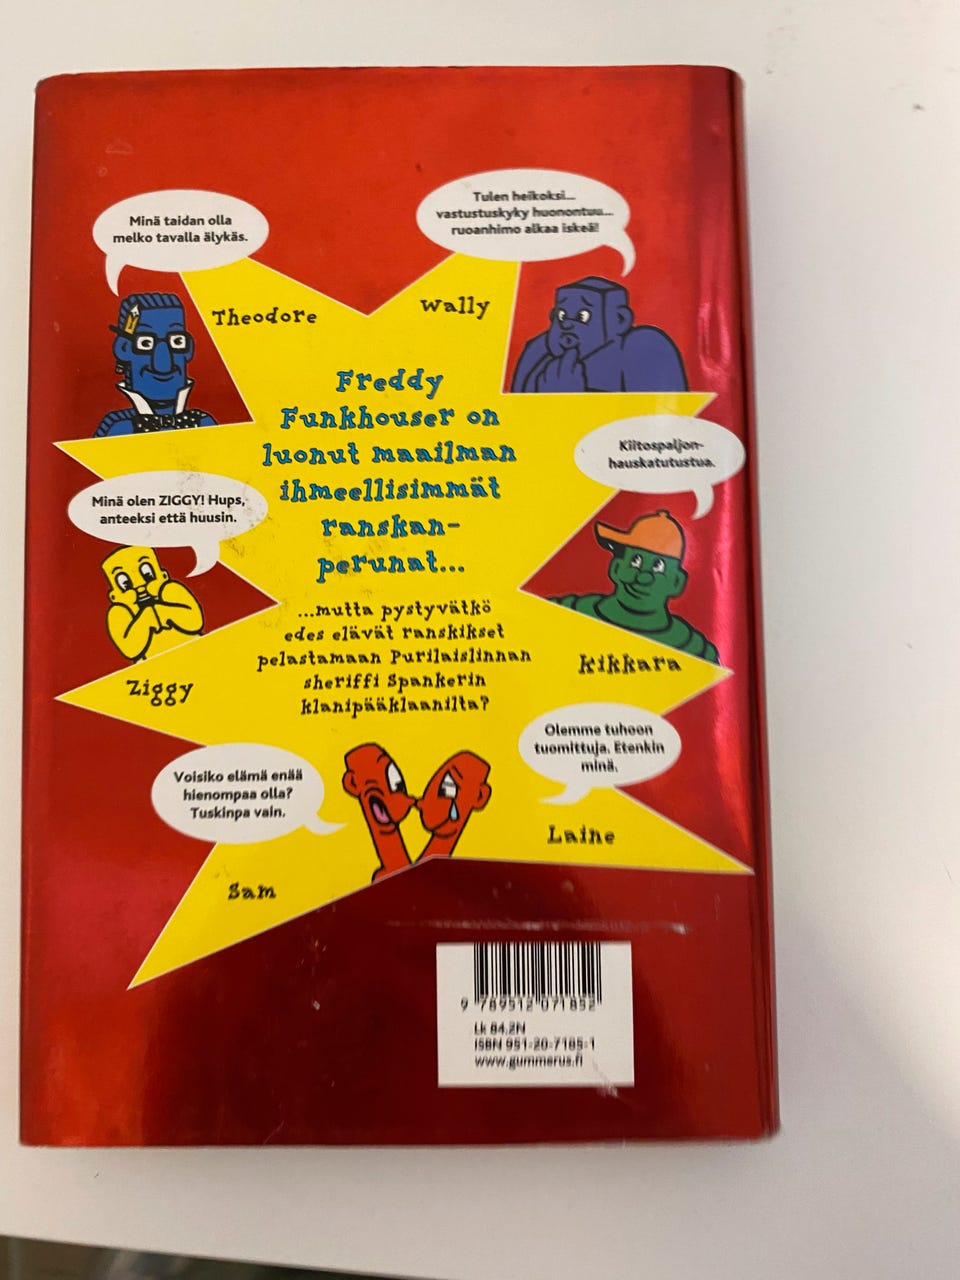 Minä taidan olla
melko tavalla älykäs.
Tulen heikoksi...
vastustuskyky huonontuu...
ruoanhimo alkaa iskeä!
Theodore
Wally
Freddy
Funkhouser on
luonut maailman
ihmeellisimmät
ranskan-
perunat...
Kiitospaljon-
hauskatutustua.
Minä olen ZIGGY! Hups,
anteeksi että huusin.
...mutta pystyvätkö
edes elävät ranskikset
pelastamaan Purilaislinnan
sheriffi Spankerin
klanipääklaanilta?
Kikkara
Ziggy
Olemme tuhoon
tuomittuja. Etenkin
minä.
Voisiko elämä enää
hienompaa olla?
Tuskinpa vain.
Laine
Sam
9 789512 071852
Lk 84.2N
ISBN 951-20-7185-1
www.gummerus.fi